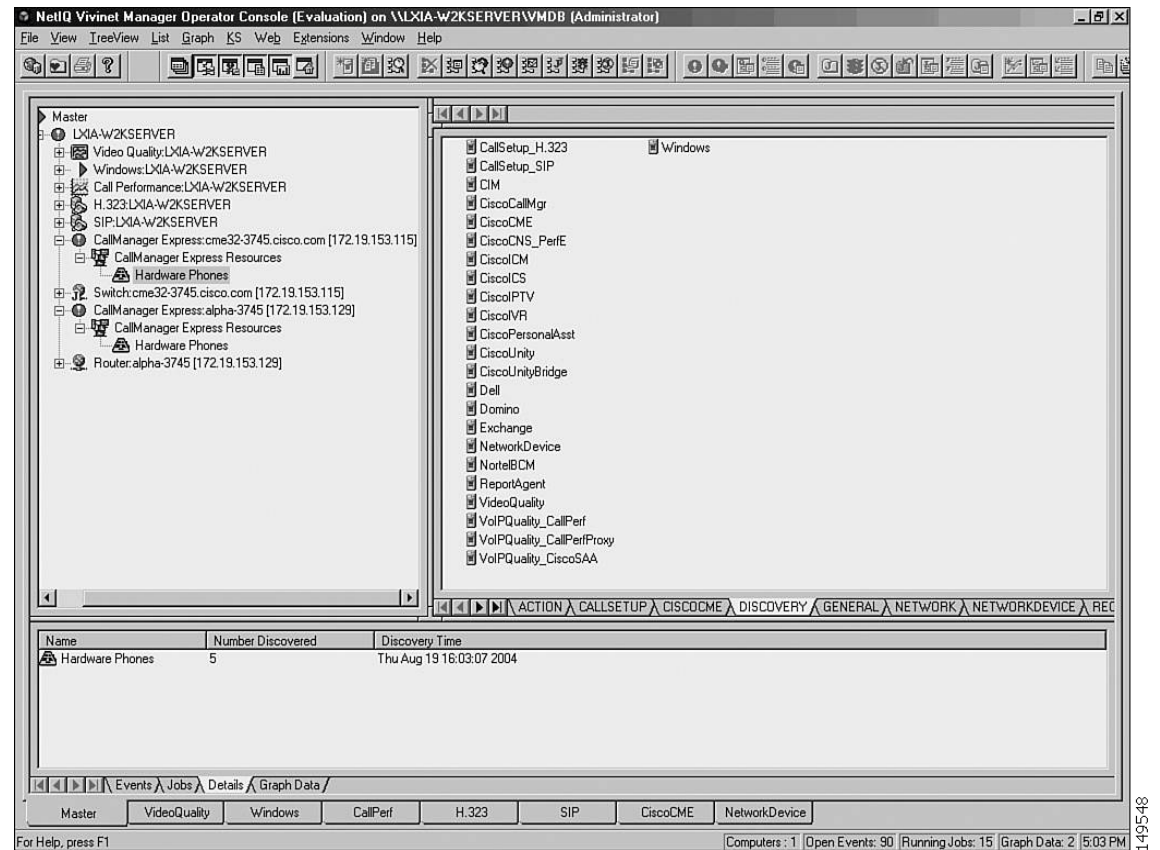 NetIQ Vivinet Manager Operator Console (Evaluation) on \\LXIA-W2KSERVER\VMDB (Administrator)
File View TreeView List Graph KS Web Extensions Window Help
Master
LXIA-W2KSERVER
Video Quality:LXIA-W2KSERVER
Windows:LXIA-W2KSERVER
Call Performance:LXIA-W2KSERVER
H.323:LXIA-W2KSERVER
SIP:LXIA-W2KSERVER
CallManager Express:cme32-3745.cisco.com [172.19.153.115]
CallManager Express Resources
Hardware Phones
Switch:cme32-3745.cisco.com [172.19.153.115]
CallManager Express:alpha-3745 [172.19.153.129]
CallManager Express Resources
Hardware Phones
Router:alpha-3745 [172.19.153.129]
CallSetup_H.323
CallSetup_SIP
CIM
CiscoCallMgr
CiscoCME
CiscoCNS_PerfE
CiscoICM
CiscoICS
CiscoIPTV
CiscoIVR
CiscoPersonalAsst
CiscoUnity
CiscoUnityBridge
Dell
Domino
Exchange
NetworkDevice
NortelBCM
ReportAgent
VideoQuality
VoIPQuality_CallPerf
VoIPQuality_CallPerfProxy
VoIPQuality_CiscoSAA
Windows
ACTION CALLSETUP CISCOCME DISCOVERY GENERAL NETWORK NETWORKDEVICE REC
Name Number Discovered Discovery Time
Hardware Phones 5 Thu Aug 19 16:03:07 2004
Events Jobs Details Graph Data
Master VideoQuality Windows CallPerf H.323 SIP CiscoCME NetworkDevice
For Help, press F1 Computers : 1 Open Events: 90 Running Jobs: 15 Graph Data: 2 5:03 PM
149548